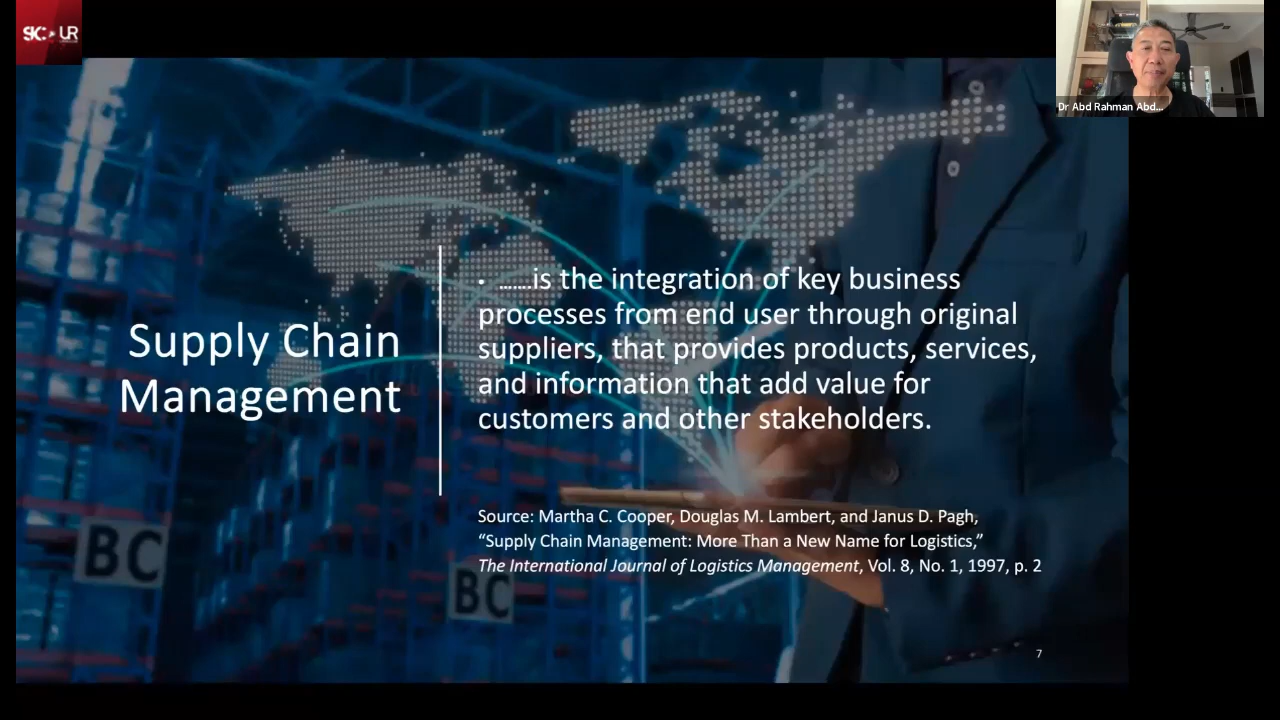 Dr Abd Rahman Abd...
Supply Chain
Management
• .......is the integration of key business
processes from end user through original
suppliers, that provides products, services,
and information that add value for
customers and other stakeholders.
Source: Martha C. Cooper, Douglas M. Lambert, and Janus D. Pagh,
“Supply Chain Management: More Than a New Name for Logistics,”
The International Journal of Logistics Management, Vol. 8, No. 1, 1997, p. 2
BC
BC
7